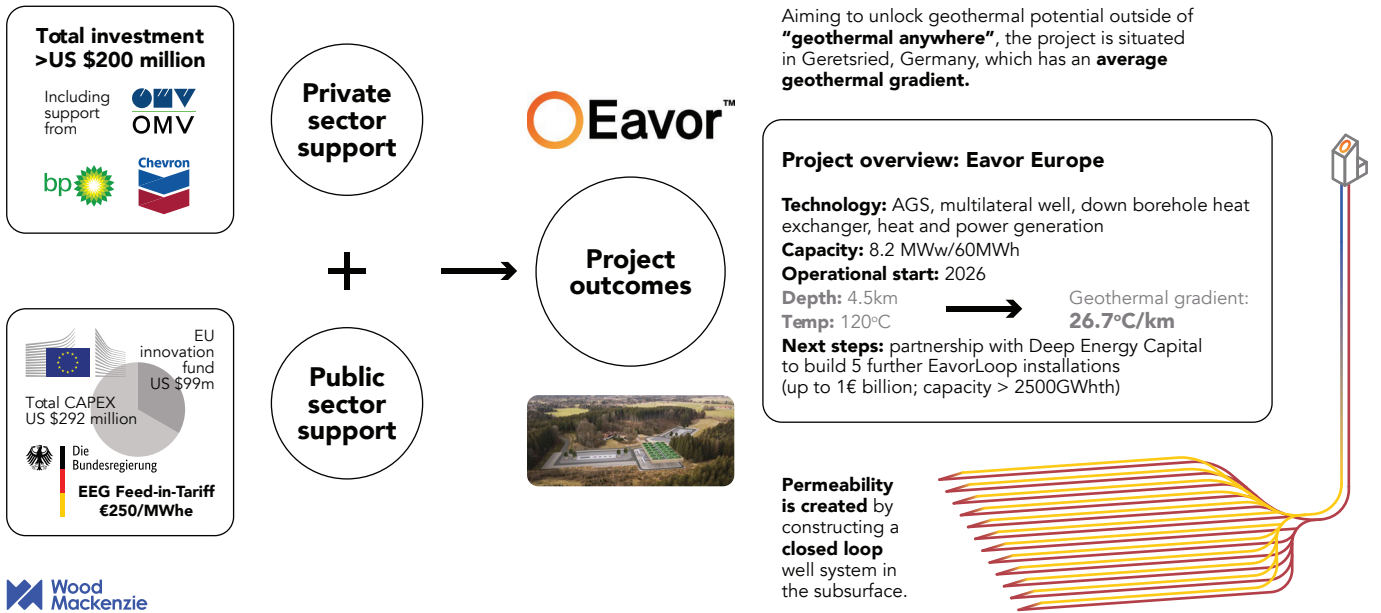 Total investment
>US $200 million
Including
support
from
OMV
OMV
bp
Chevron
Private
sector
support
EU
innovation
fund
US $99m
Total CAPEX
US $292 million
Die
Bundesregierung
EEG Feed-in-Tariff
€250/MWhe
Public
sector
support
Eavor™
Project
outcomes
Aiming to unlock geothermal potential outside of
“geothermal anywhere”, the project is situated
in Geretsried, Germany, which has an average
geothermal gradient.
Project overview: Eavor Europe
Technology: AGS, multilateral well, down borehole heat
exchanger, heat and power generation
Capacity: 8.2 MWw/60MWh
Operational start: 2026
Depth: 4.5km
Temp: 120°C
Geothermal gradient:
26.7°C/km
Next steps: partnership with Deep Energy Capital
to build 5 further EavorLoop installations
(up to 1€ billion; capacity > 2500GWhth)
Permeability
is created by
constructing a
closed loop
well system in
the subsurface.
Wood
Mackenzie